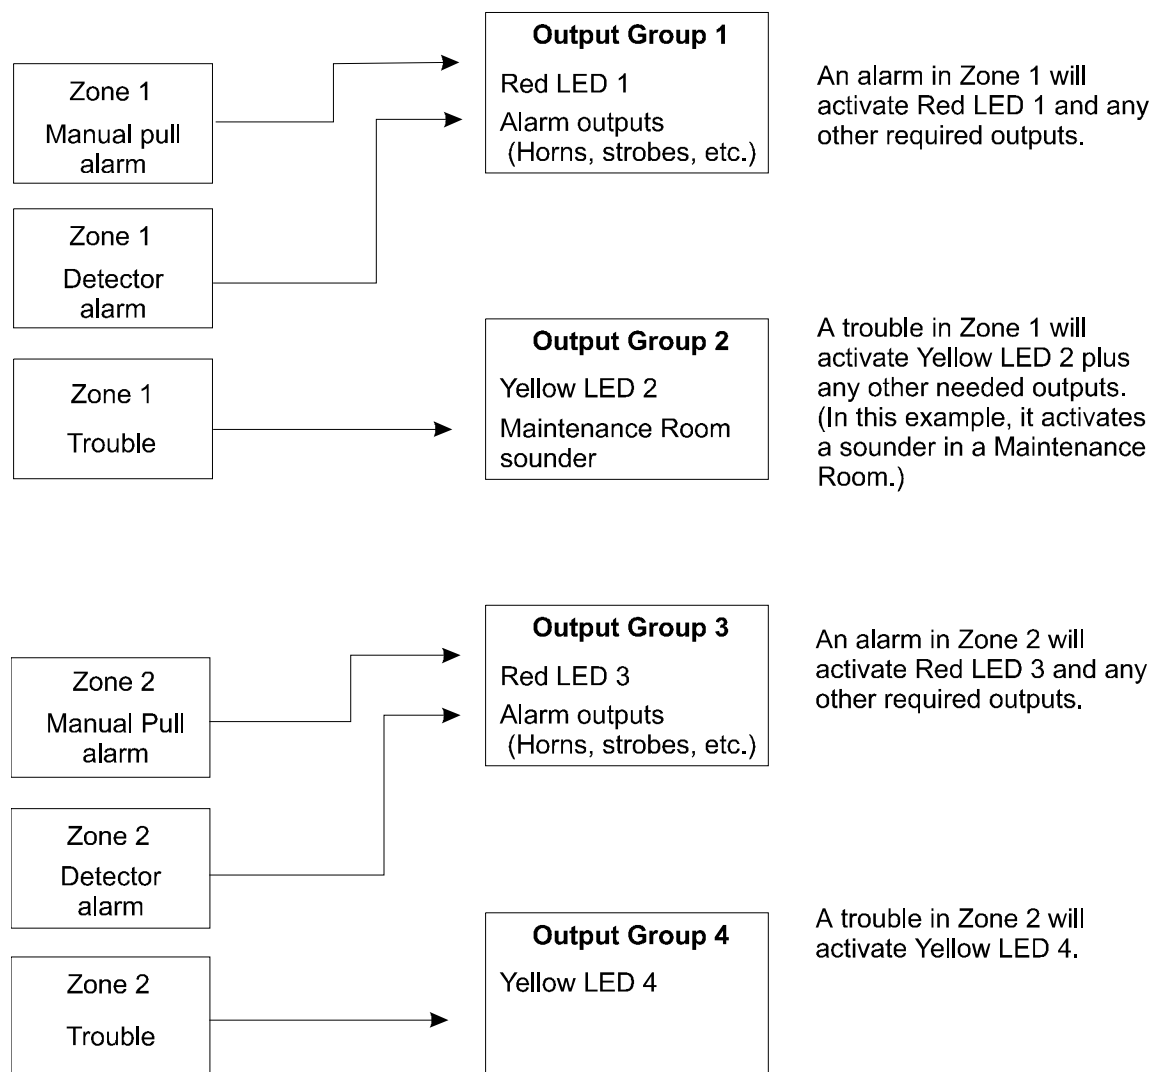 Zone 1
Manual pull
alarm
Output Group 1
Red LED 1
Alarm outputs
(Horns, strobes, etc.)
An alarm in Zone 1 will
activate Red LED 1 and any
other required outputs.
Zone 1
Detector
alarm
Zone 1
Trouble
Output Group 2
Yellow LED 2
Maintenance Room
sounder
A trouble in Zone 1 will
activate Yellow LED 2 plus
any other needed outputs.
(In this example, it activates
a sounder in a Maintenance
Room.)
Zone 2
Manual Pull
alarm
Output Group 3
Red LED 3
Alarm outputs
(Horns, strobes, etc.)
An alarm in Zone 2 will
activate Red LED 3 and any
other required outputs.
Zone 2
Detector
alarm
Zone 2
Trouble
Output Group 4
Yellow LED 4
A trouble in Zone 2 will
activate Yellow LED 4.